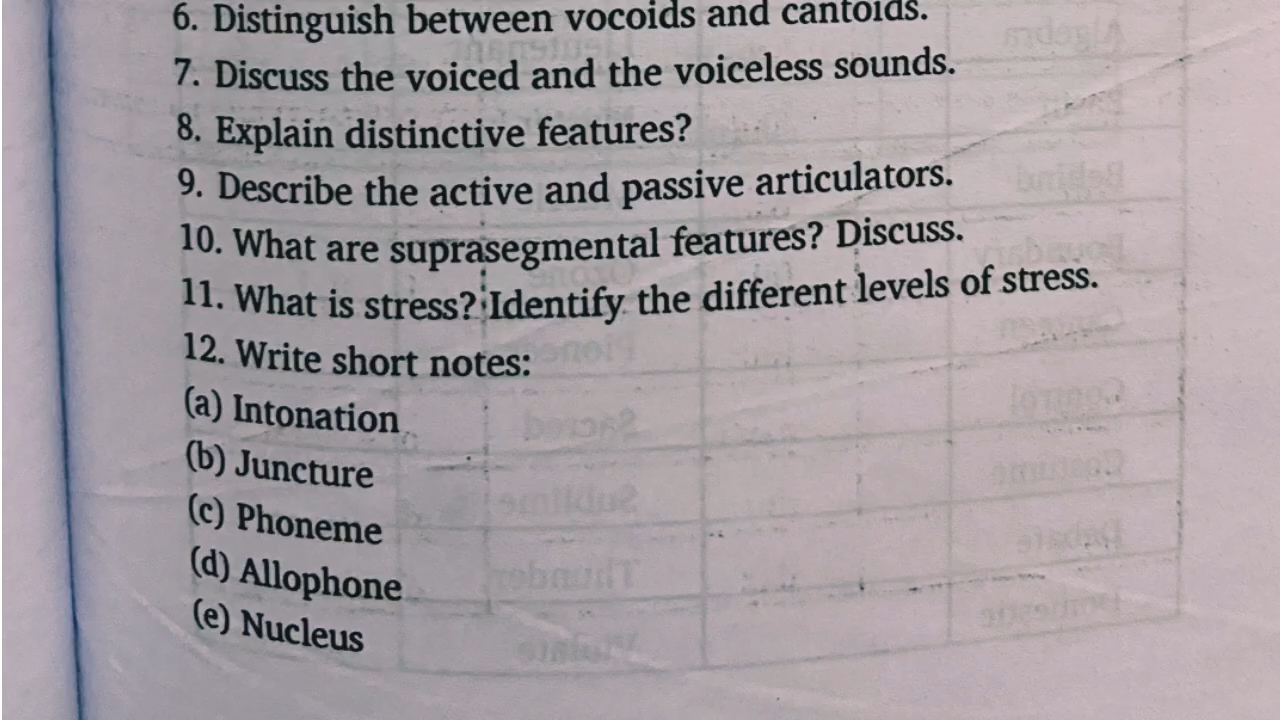 6. Distinguish between vocoids and cantoids.
7. Discuss the voiced and the voiceless sounds.
8. Explain distinctive features?
9. Describe the active and passive articulators.
10. What are suprasegmental features? Discuss.
11. What is stress? Identify the different levels of stress.
12. Write short notes:
(a) Intonation
(b) Juncture
(c) Phoneme
(d) Allophone
(e) Nucleus